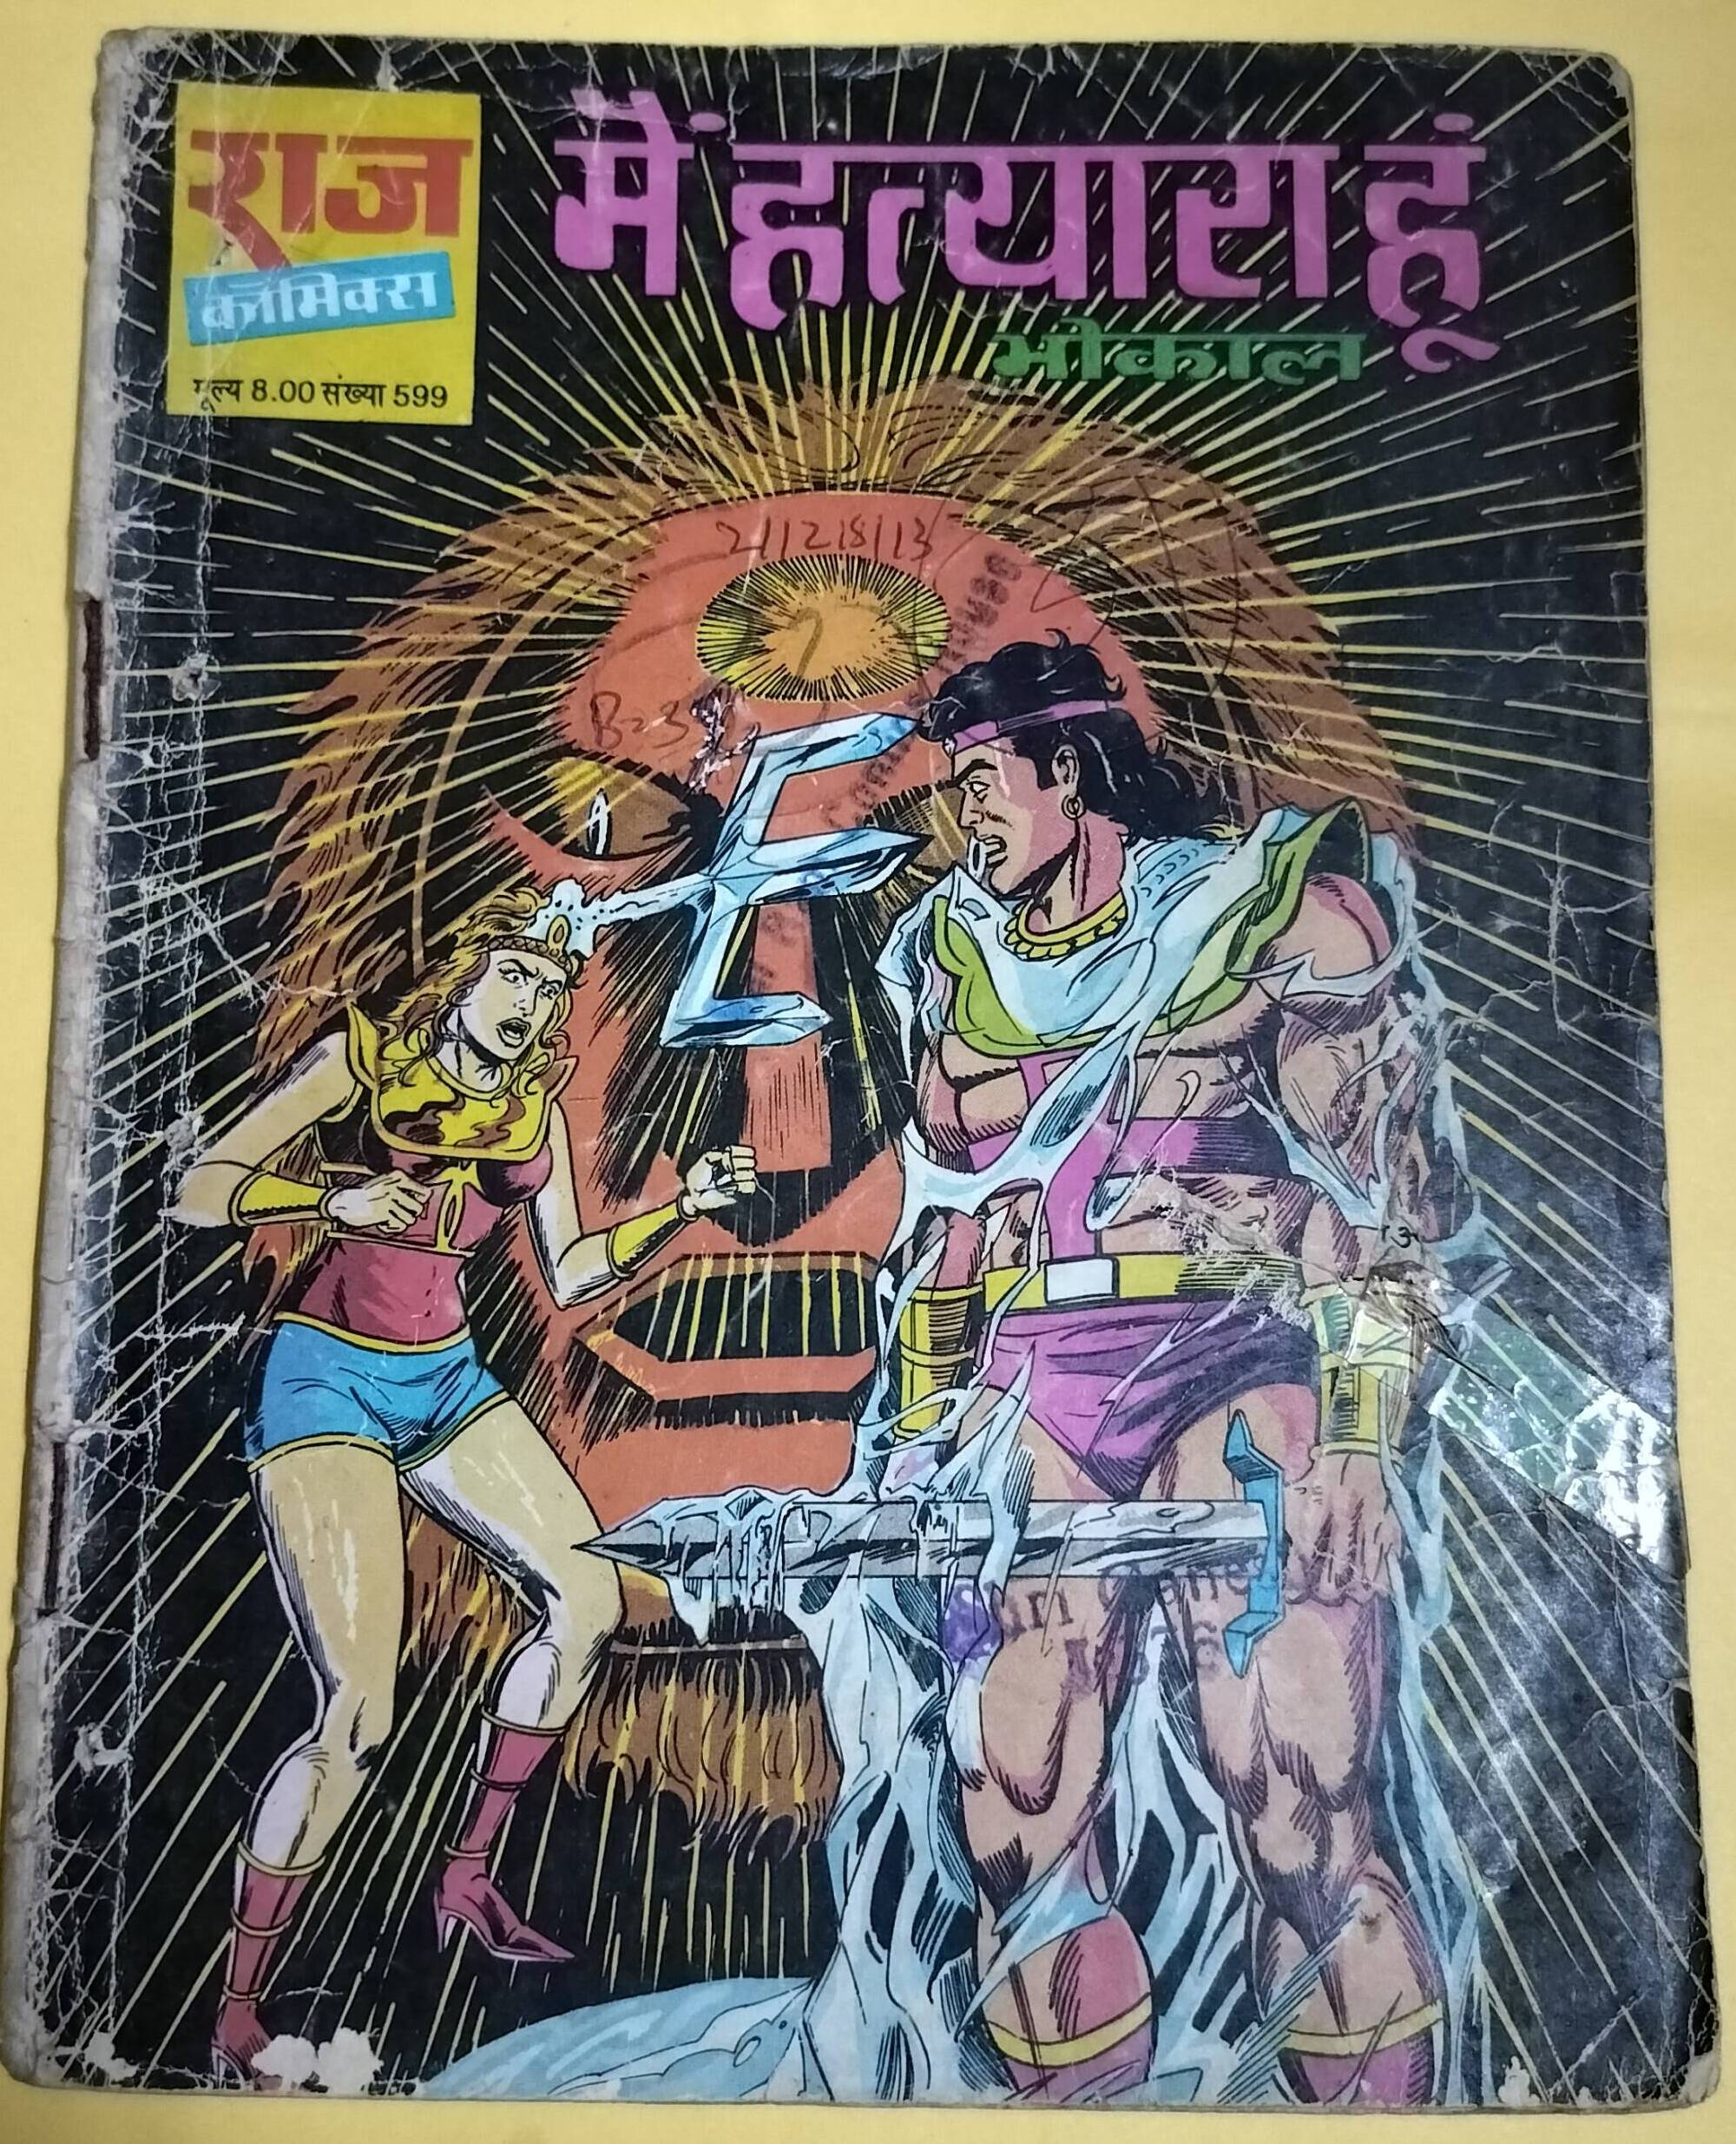 राज
कॉमिक्स
मूल्य 8.00 संख्या 599
मैं हत्यारा हूं
भोकाल